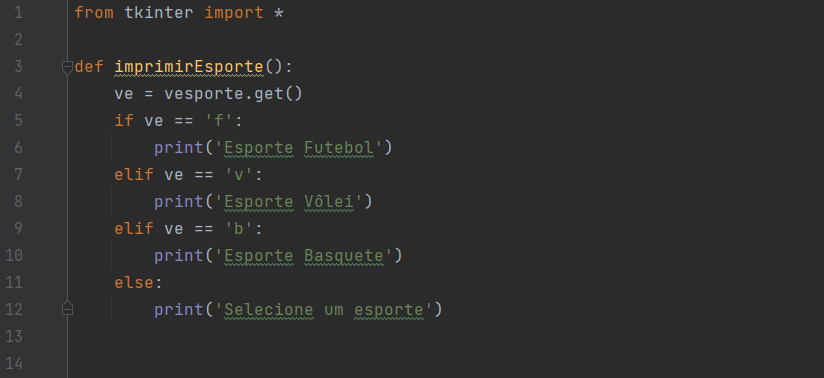 1 from tkinter import *
2
3 def imprimirEsporte():
4 ve = vesporte.get()
5 if ve == 'f':
6 print('Esporte Futebol')
7 elif ve == 'v':
8 print('Esporte Vôlei')
9 elif ve == 'b':
10 print('Esporte Basquete')
11 else:
12 print('Selecione um esporte')
13
14